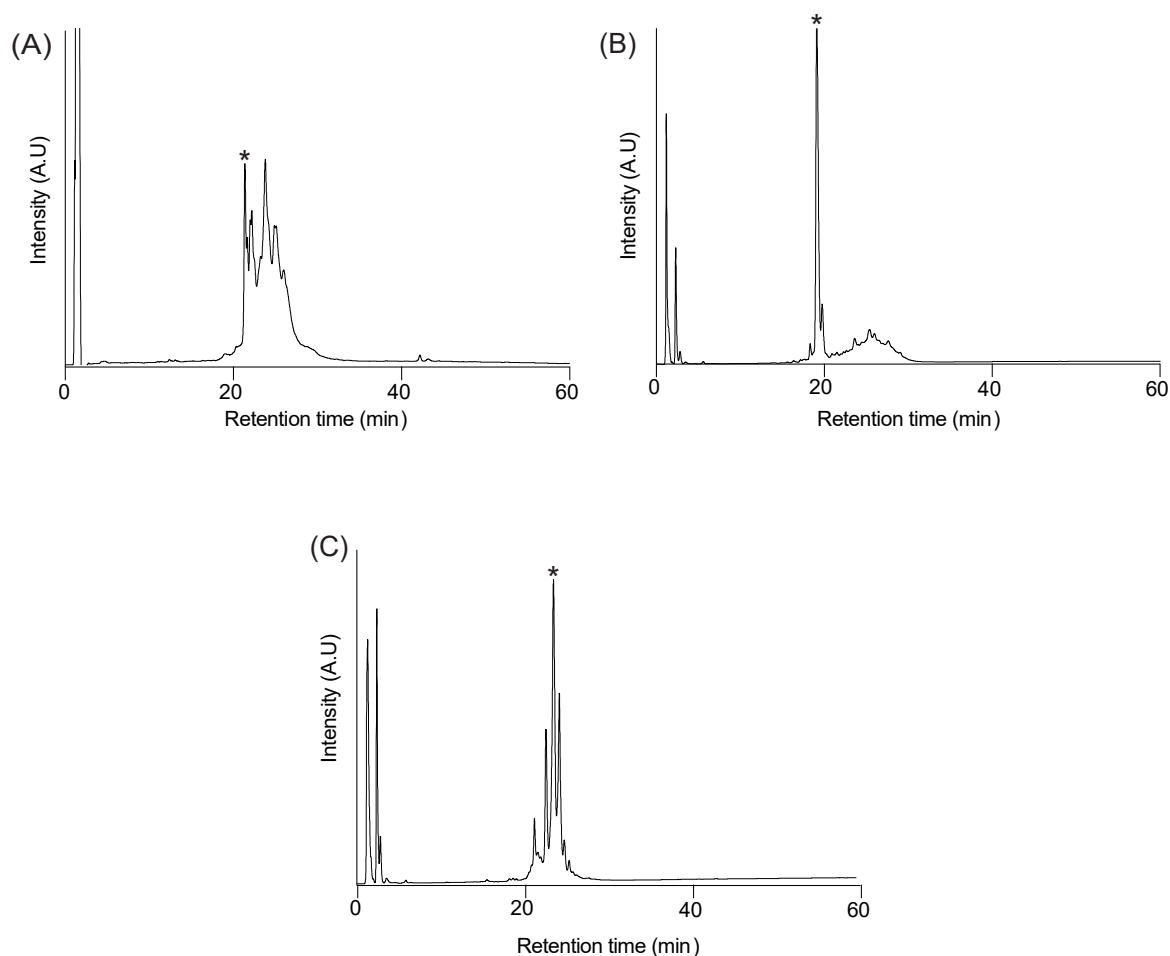 (A)
*
Intensity (A.U)
0 20 40 60
Retention time (min)
(B)
*
Intensity (A.U)
0 20 40 60
Retention time (min)
(C)
*
Intensity (A.U)
0 20 40 60
Retention time (min)